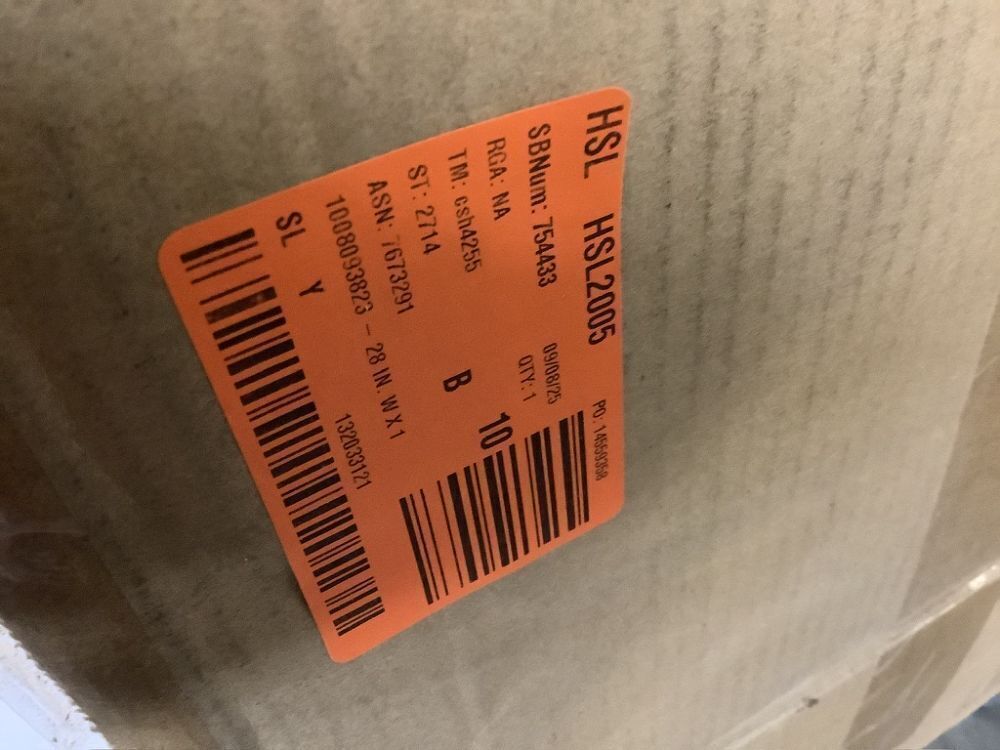 HSL HSL2005 PO: 14559358
SBNum: 754433 09/08/25
RGA: NA QTY: 1
TM: csh4255 10
ST: 2714 B
ASN: 7673291
1008093823 - 28 IN. W X 1
SL Y 132033121